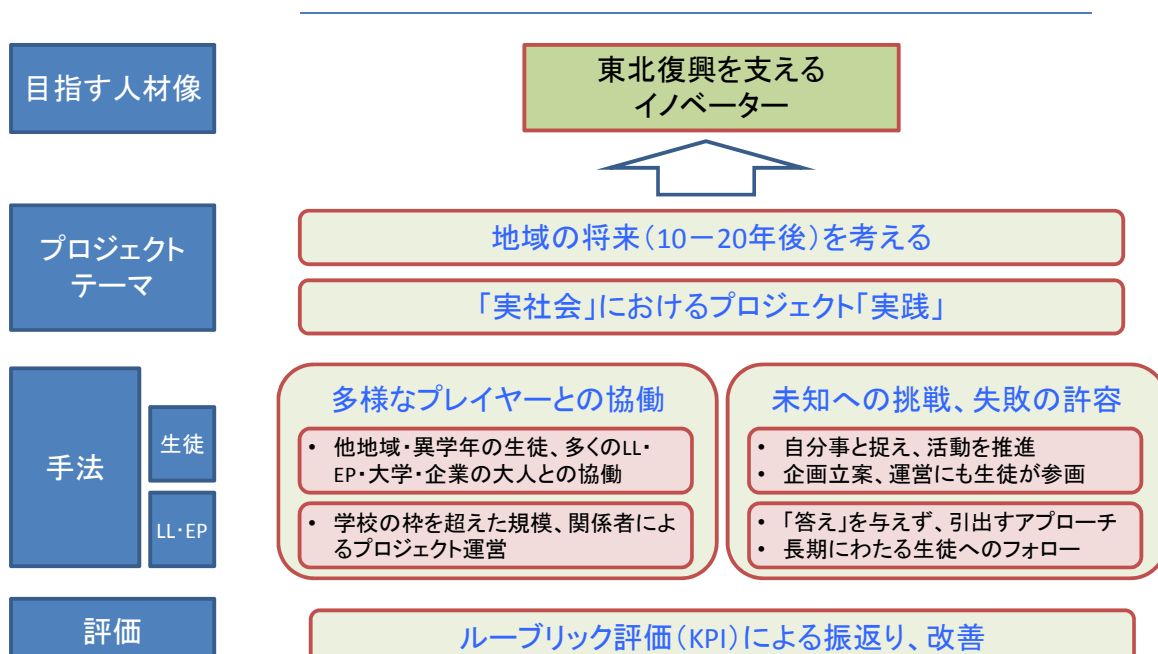 目指す人材像
東北復興を支える
イノベーター
プロジェクト
テーマ
地域の将来(10－20年後)を考える
「実社会」におけるプロジェクト「実践」
手法
生徒
LL・EP
多様なプレイヤーとの協働
• 他地域・異学年の生徒、多くのLL・
EP・大学・企業の大人との協働
• 学校の枠を超えた規模、関係者によ
るプロジェクト運営
未知への挑戦、失敗の許容
• 自分事と捉え、活動を推進
• 企画立案、運営にも生徒が参画
• 「答え」を与えず、引出すアプローチ
• 長期にわたる生徒へのフォロー
評価
ルーブリック評価(KPI)による振返り、改善